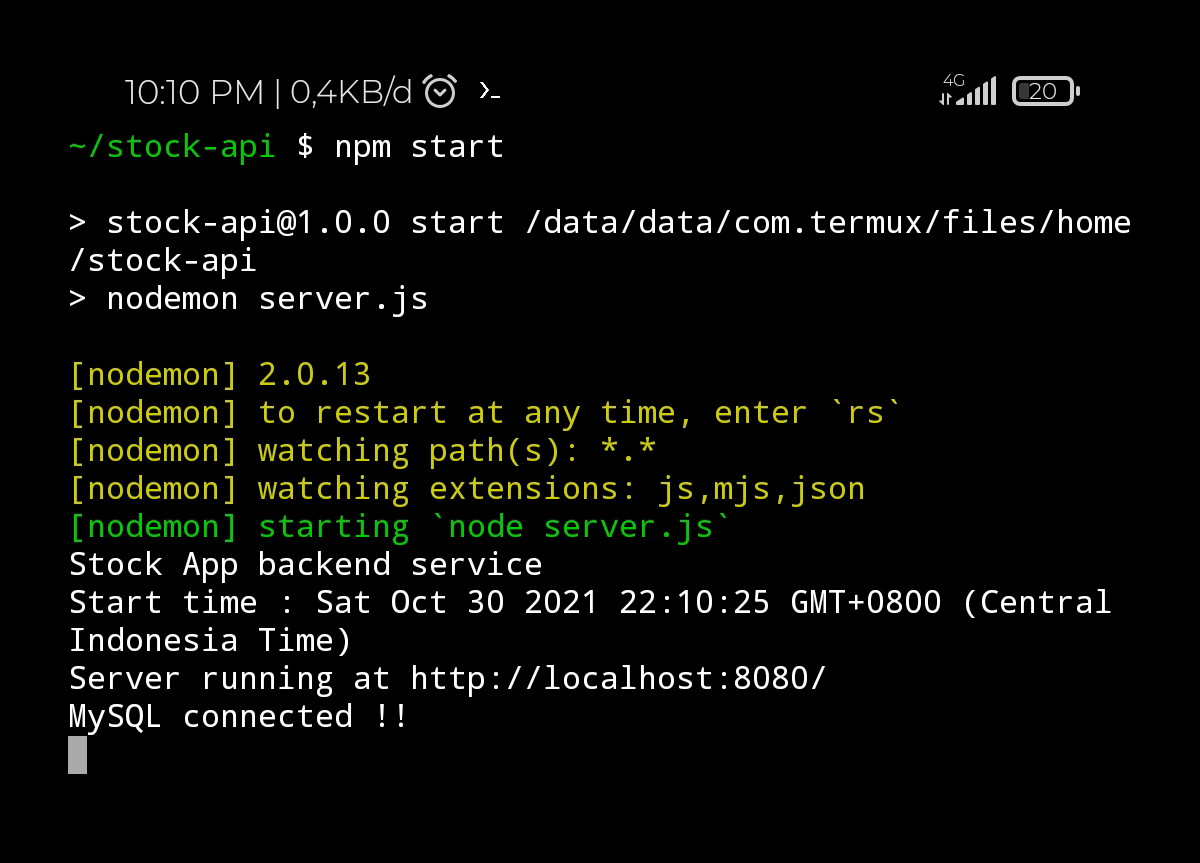 10:10 PM | 0,4KB/d
4G
20
~/stock-api $ npm start
> stock-api@1.0.0 start /data/data/com.termux/files/home
/stock-api
> nodemon server.js
[nodemon] 2.0.13
[nodemon] to restart at any time, enter `rs`
[nodemon] watching path(s): *.*
[nodemon] watching extensions: js,mjs,json
[nodemon] starting `node server.js`
Stock App backend service
Start time : Sat Oct 30 2021 22:10:25 GMT+0800 (Central
Indonesia Time)
Server running at http://localhost:8080/
MySQL connected !!